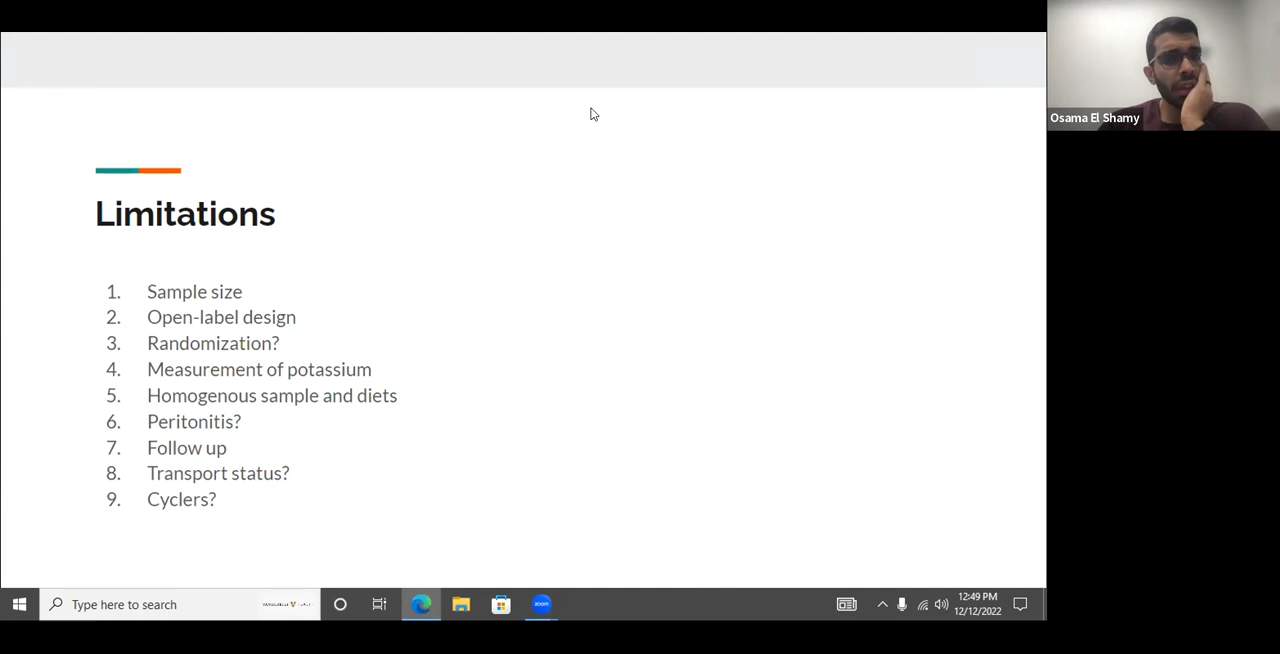 Osama El Shamy
Limitations
1. Sample size
2. Open-label design
3. Randomization?
4. Measurement of potassium
5. Homogenous sample and diets
6. Peritonitis?
7. Follow up
8. Transport status?
9. Cyclers?
Type here to search
zoom
12:49 PM
12/12/2022